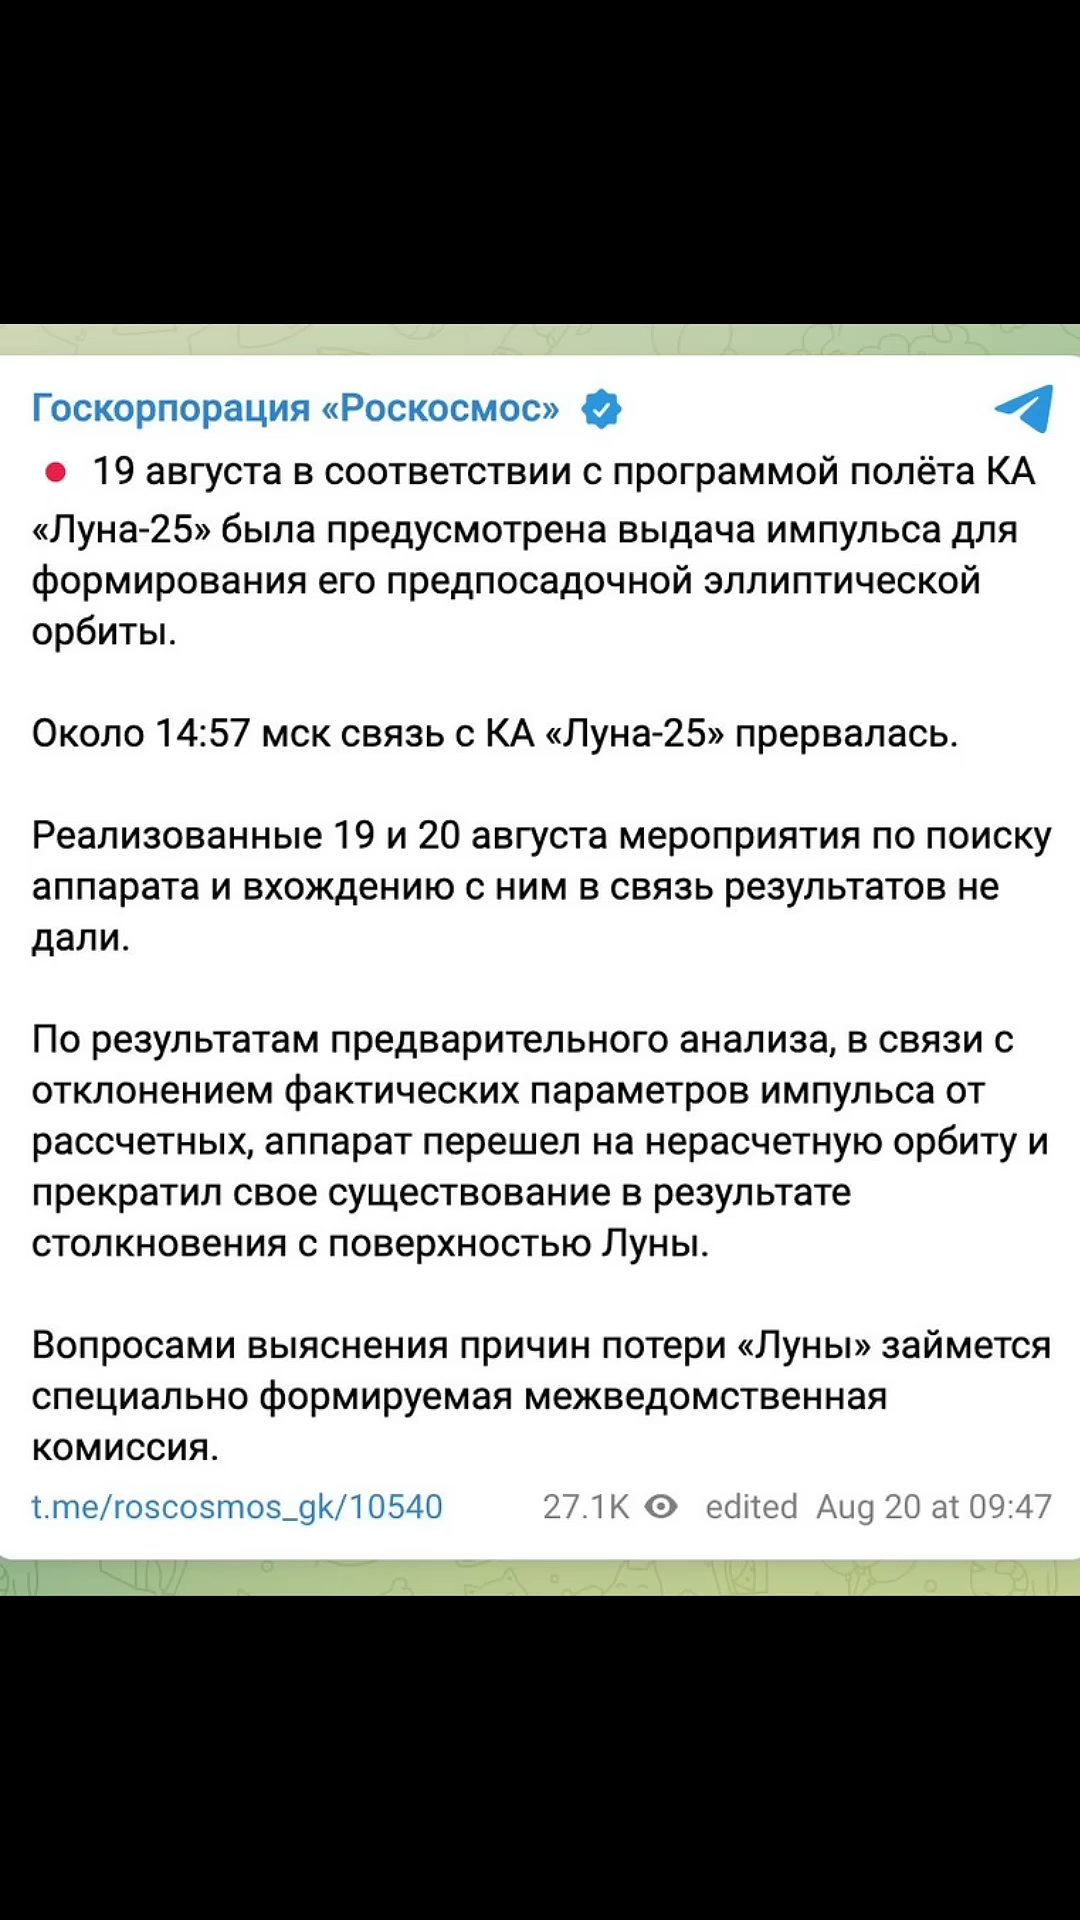 Госкорпорация «Роскосмос»
19 августа в соответствии с программой полёта КА
«Луна-25» была предусмотрена выдача импульса для
формирования его предпосадочной эллиптической
орбиты.
Около 14:57 мск связь с КА «Луна-25» прервалась.
Реализованные 19 и 20 августа мероприятия по поиску
аппарата и вхождению с ним в связь результатов не
дали.
По результатам предварительного анализа, в связи с
отклонением фактических параметров импульса от
рассчетных, аппарат перешел на нерасчетную орбиту и
прекратил свое существование в результате
столкновения с поверхностью Луны.
Вопросами выяснения причин потери «Луны» займется
специально формируемая межведомственная
комиссия.
t.me/roscosmos_gk/10540 27.1K edited Aug 20 at 09:47